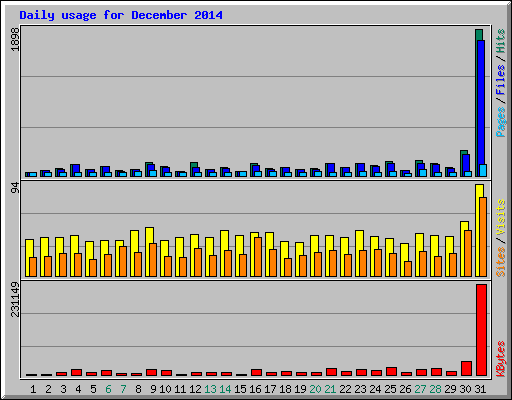 Daily usage for December 2014
1898
Pages / Files / Hits
94
Sites / Visits
231149
KBytes
1 2 3 4 5 6 7 8 9 10 11 12 13 14 15 16 17 18 19 20 21 22 23 24 25 26 27 28 29 30 31